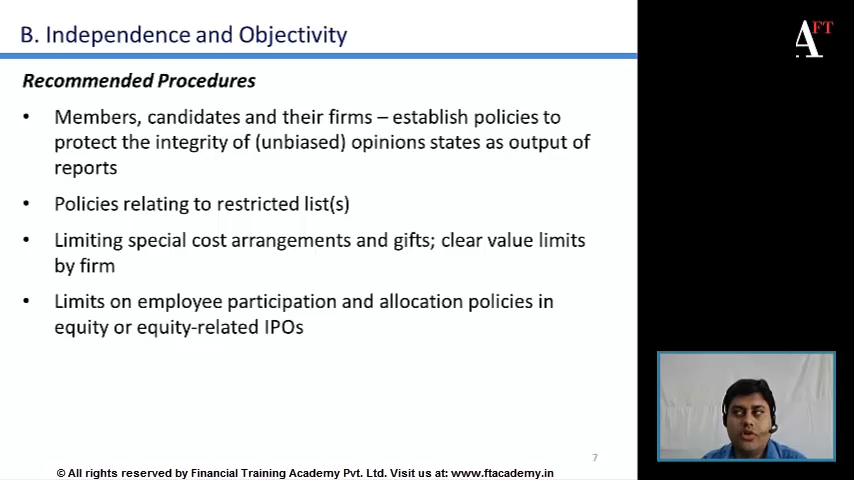 B. Independence and Objectivity
AFT
Recommended Procedures
• Members, candidates and their firms – establish policies to
protect the integrity of (unbiased) opinions states as output of
reports
• Policies relating to restricted list(s)
• Limiting special cost arrangements and gifts; clear value limits
by firm
• Limits on employee participation and allocation policies in
equity or equity-related IPOs
7
© All rights reserved by Financial Training Academy Pvt. Ltd. Visit us at: www.ftacademy.in